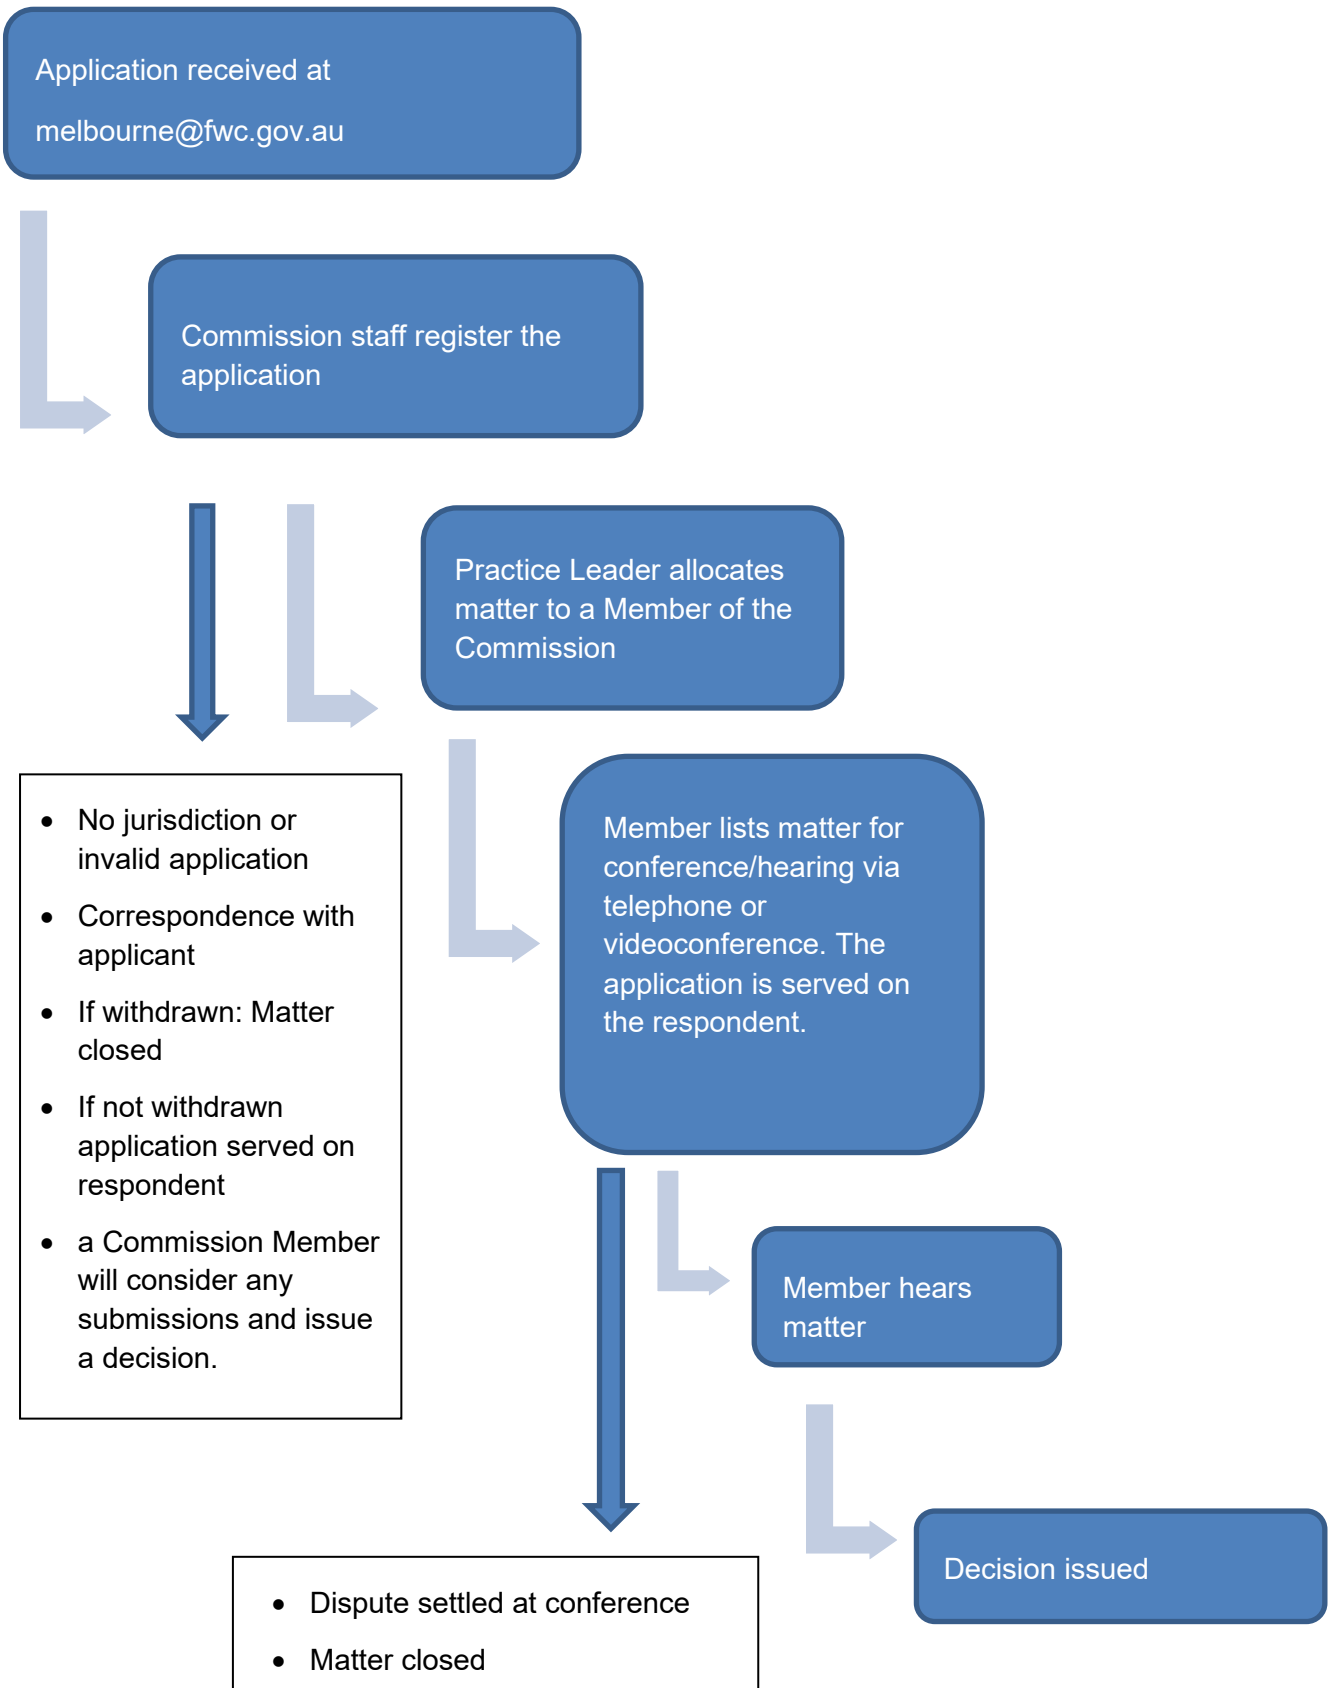 Application received at
melbourne@fwc.gov.au
Commission staff register the
application
Practice Leader allocates
matter to a Member of the
Commission
Member lists matter for
conference/hearing via
telephone or
videoconference. The
application is served on
the respondent.
• No jurisdiction or
invalid application
• Correspondence with
applicant
• If withdrawn: Matter
closed
• If not withdrawn
application served on
respondent
• a Commission Member
will consider any
submissions and issue
a decision.
Member hears
matter
Decision issued
• Dispute settled at conference
• Matter closed